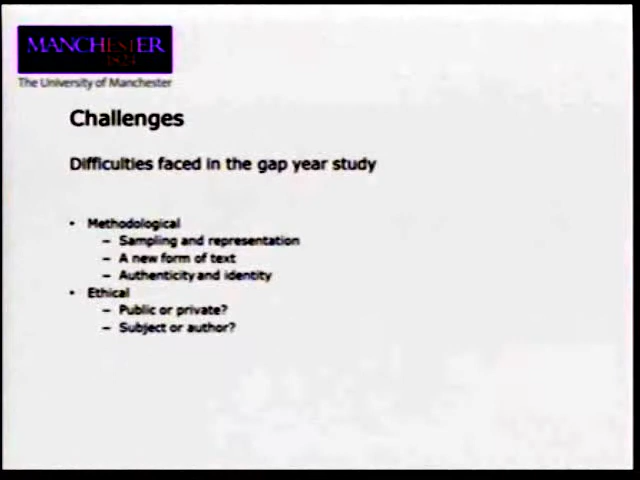 MANCHESTER
1824
The University of Manchester
Challenges
Difficulties faced in the gap year study
• Methodological
– Sampling and representation
– A new form of text
– Authenticity and identity
• Ethical
– Public or private?
– Subject or author?